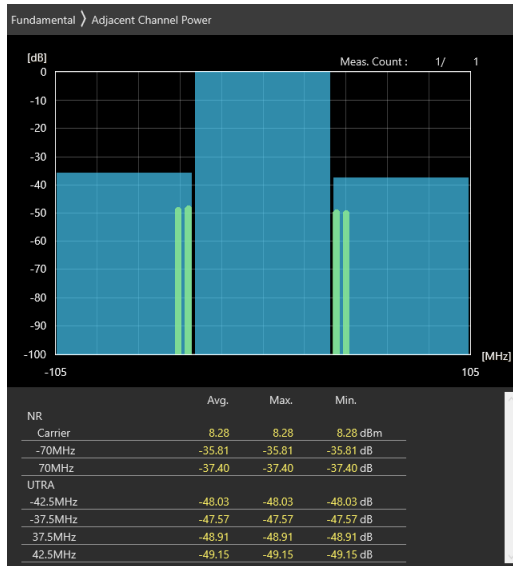 Fundamental ⟩ Adjacent Channel Power
[dB] Meas. Count : 1/ 1
0
-10
-20
-30
-40
-50
-60
-70
-80
-90
-100 [MHz]
-105 105
Avg. Max. Min.
NR
Carrier 8.28 8.28 8.28 dBm
-70MHz -35.81 -35.81 -35.81 dB
70MHz -37.40 -37.40 -37.40 dB
UTRA
-42.5MHz -48.03 -48.03 -48.03 dB
-37.5MHz -47.57 -47.57 -47.57 dB
37.5MHz -48.91 -48.91 -48.91 dB
42.5MHz -49.15 -49.15 -49.15 dB